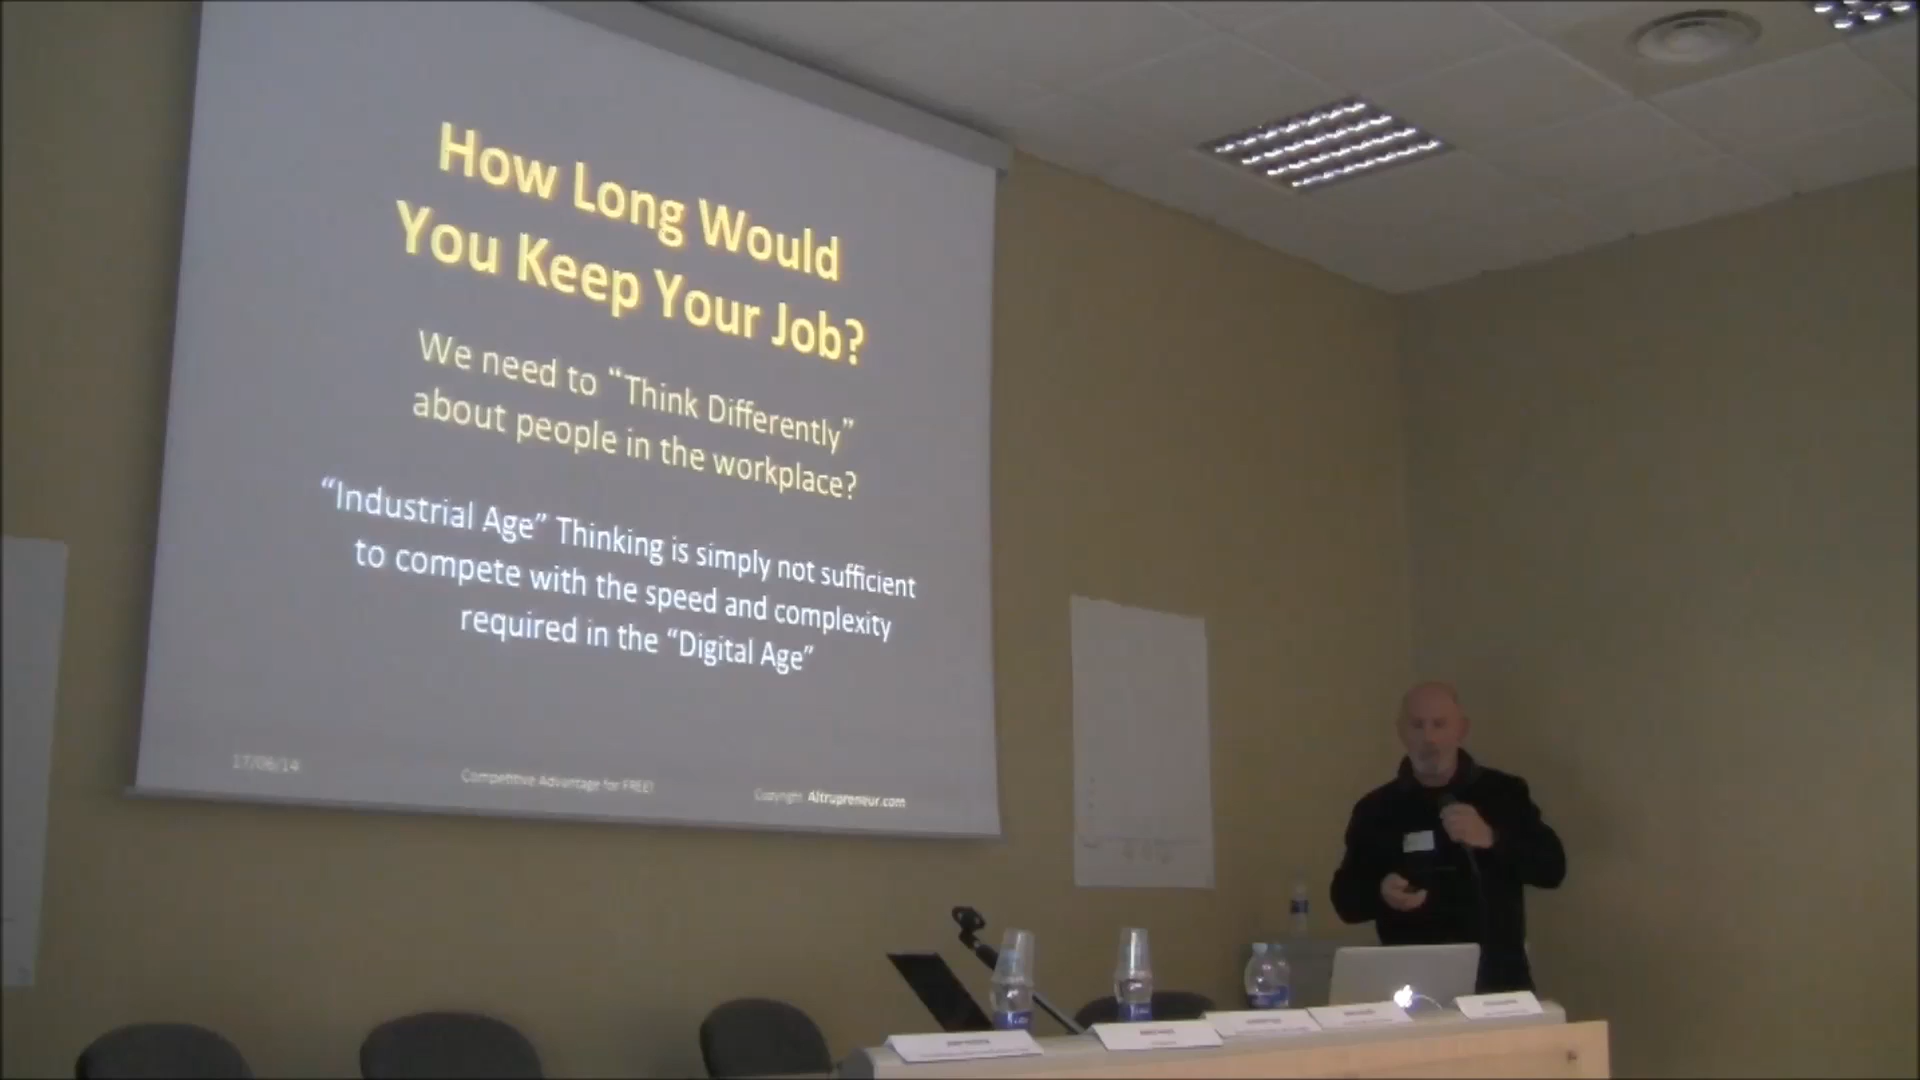 How Long Would
You Keep Your Job?
We need to “Think Differently”
about people in the workplace?
“Industrial Age” Thinking is simply not sufficient
to compete with the speed and complexity
required in the “Digital Age”
17/06/14
Competitive Advantage for FREE!
Copyright Altrupreneur.com